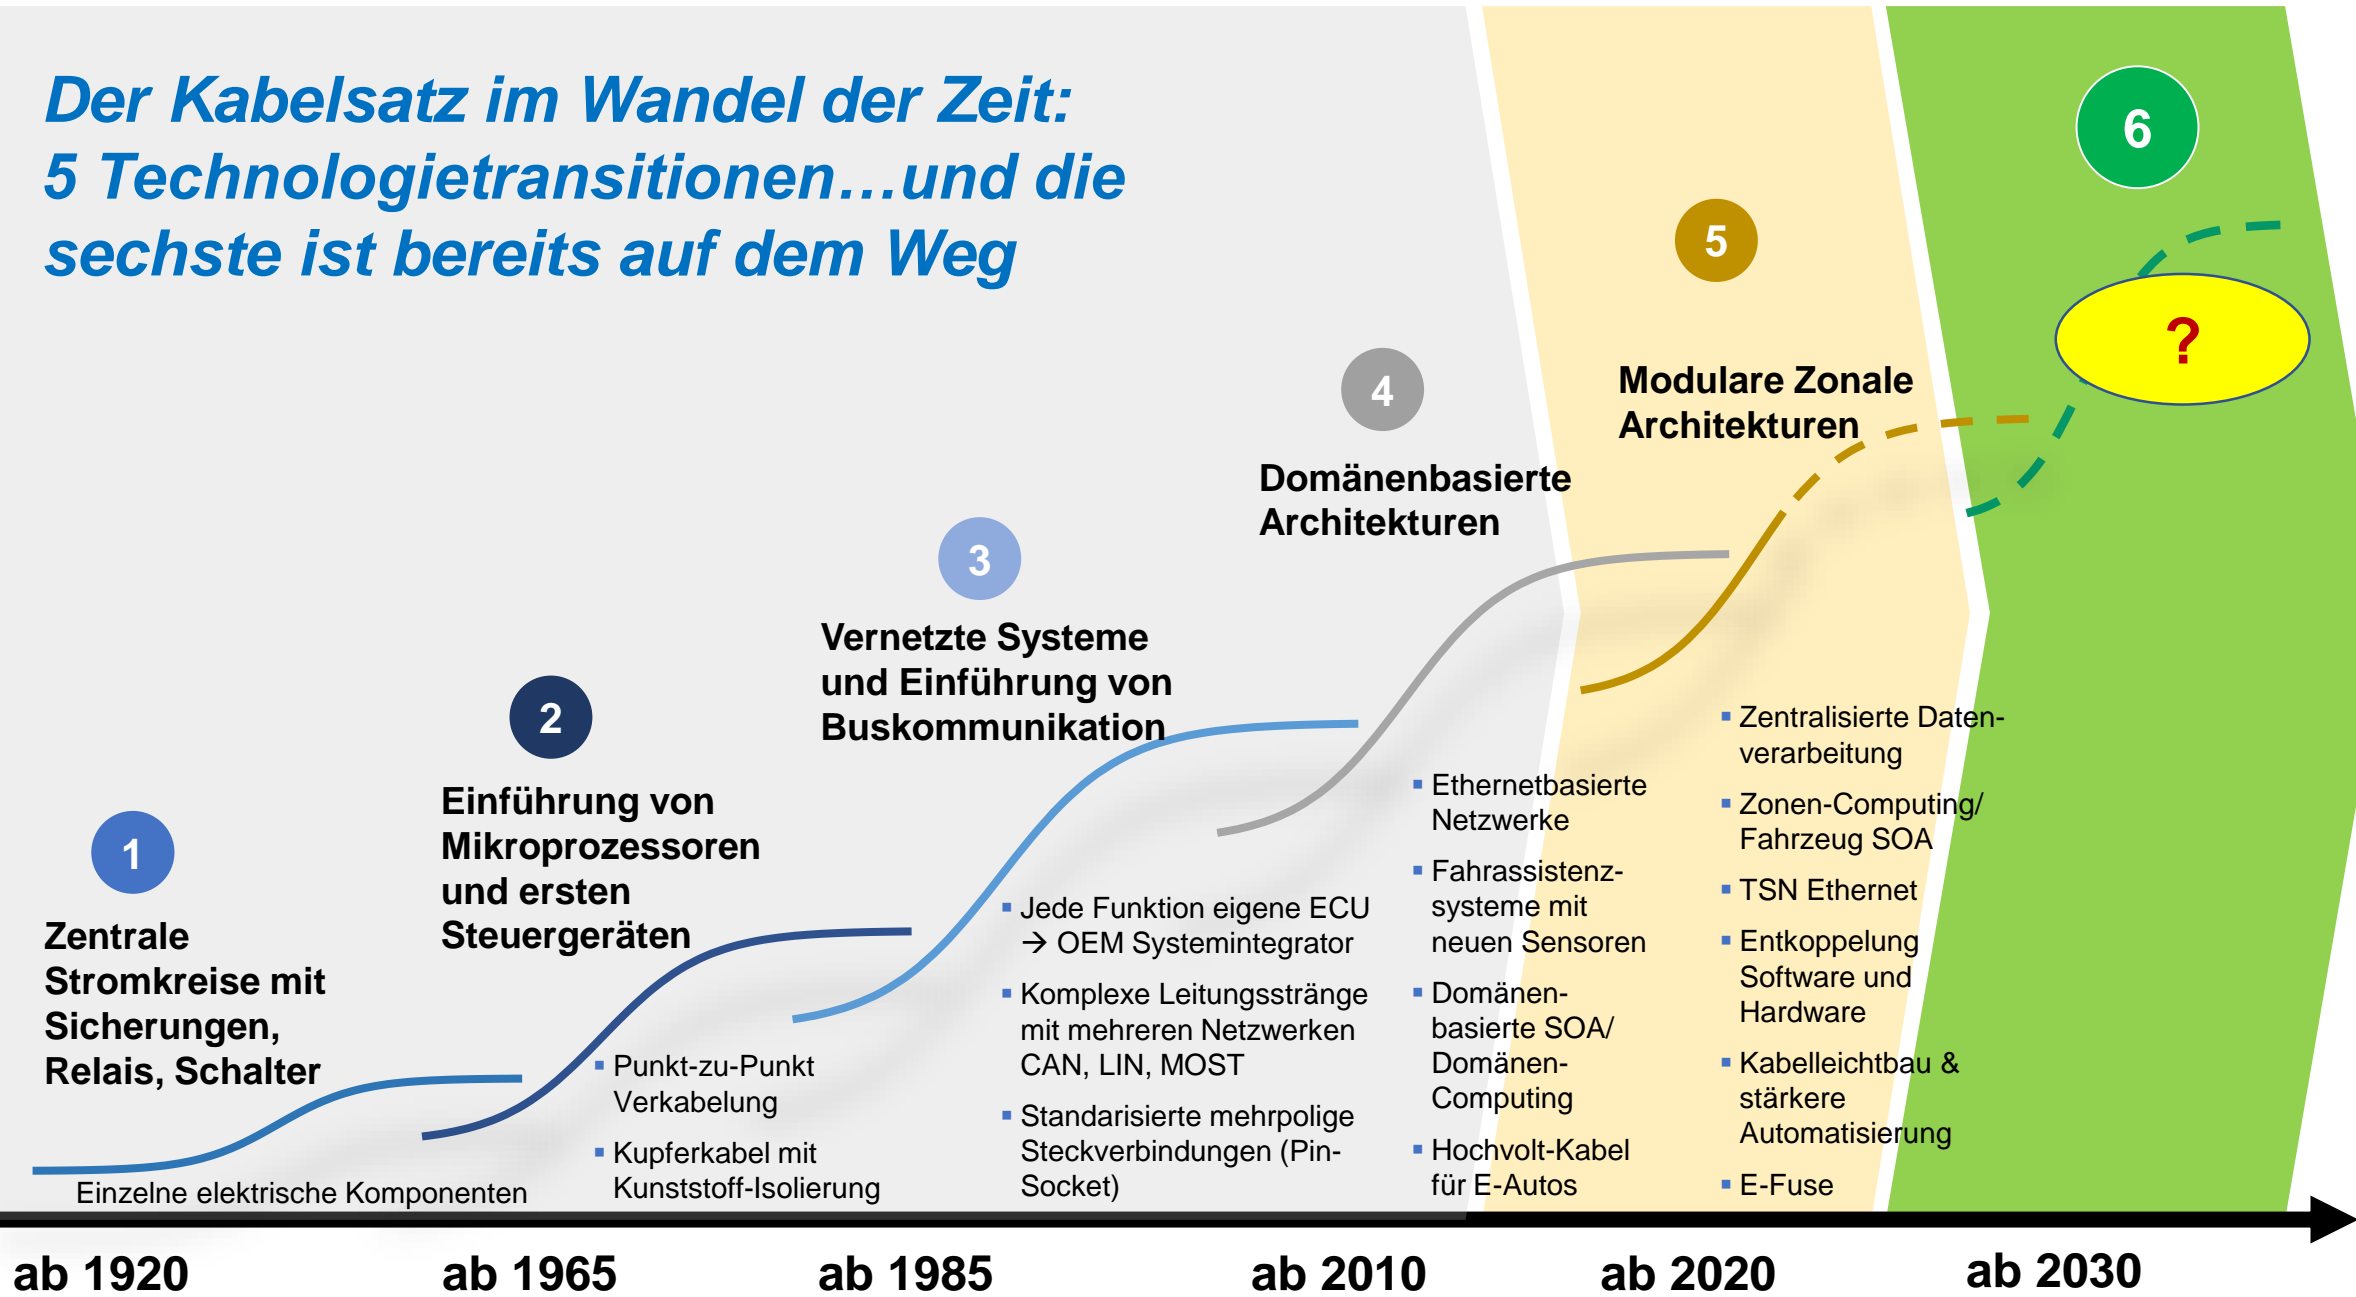 Der Kabelsatz im Wandel der Zeit:
5 Technologietransitionen…und die
sechste ist bereits auf dem Weg
1
Zentrale
Stromkreise mit
Sicherungen,
Relais, Schalter
Einzelne elektrische Komponenten
2
Einführung von
Mikroprozessoren
und ersten
Steuergeräten
▪ Punkt-zu-Punkt
Verkabelung
▪ Kupferkabel mit
Kunststoff-Isolierung
3
Vernetzte Systeme
und Einführung von
Buskommunikation
▪ Jede Funktion eigene ECU
→ OEM Systemintegrator
▪ Komplexe Leitungsstränge
mit mehreren Netzwerken
CAN, LIN, MOST
▪ Standarisierte mehrpolige
Steckverbindungen (Pin-
Socket)
4
Domänenbasierte
Architekturen
▪ Ethernetbasierte
Netzwerke
▪ Fahrassistenz-
systeme mit
neuen Sensoren
▪ Domänen-
basierte SOA/
Domänen-
Computing
▪ Hochvolt-Kabel
für E-Autos
5
Modulare Zonale
Architekturen
▪ Zentralisierte Daten-
verarbeitung
▪ Zonen-Computing/
Fahrzeug SOA
▪ TSN Ethernet
▪ Entkoppelung
Software und
Hardware
▪ Kabelleichtbau &
stärkere
Automatisierung
▪ E-Fuse
6
?
ab 1920
ab 1965
ab 1985
ab 2010
ab 2020
ab 2030